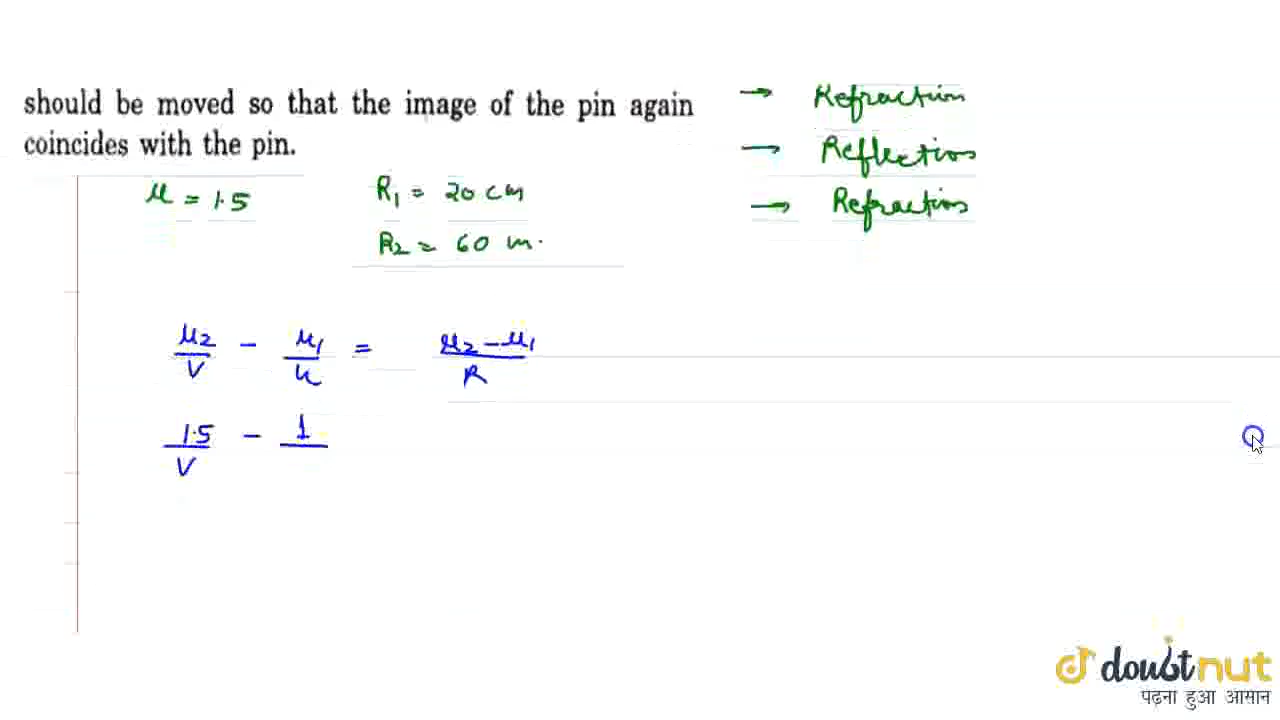 should be moved so that the image of the pin again
coincides with the pin.
→ Refraction
→ Reflection
→ Refraction
μ = 1.5
R₁ = 20 cm
R₂ = 60 m.
μ₂/V - μ₁/u = μ₂-μ₁/R
1.5/V - 1
doubtnut
पढ़ना हुआ आसान